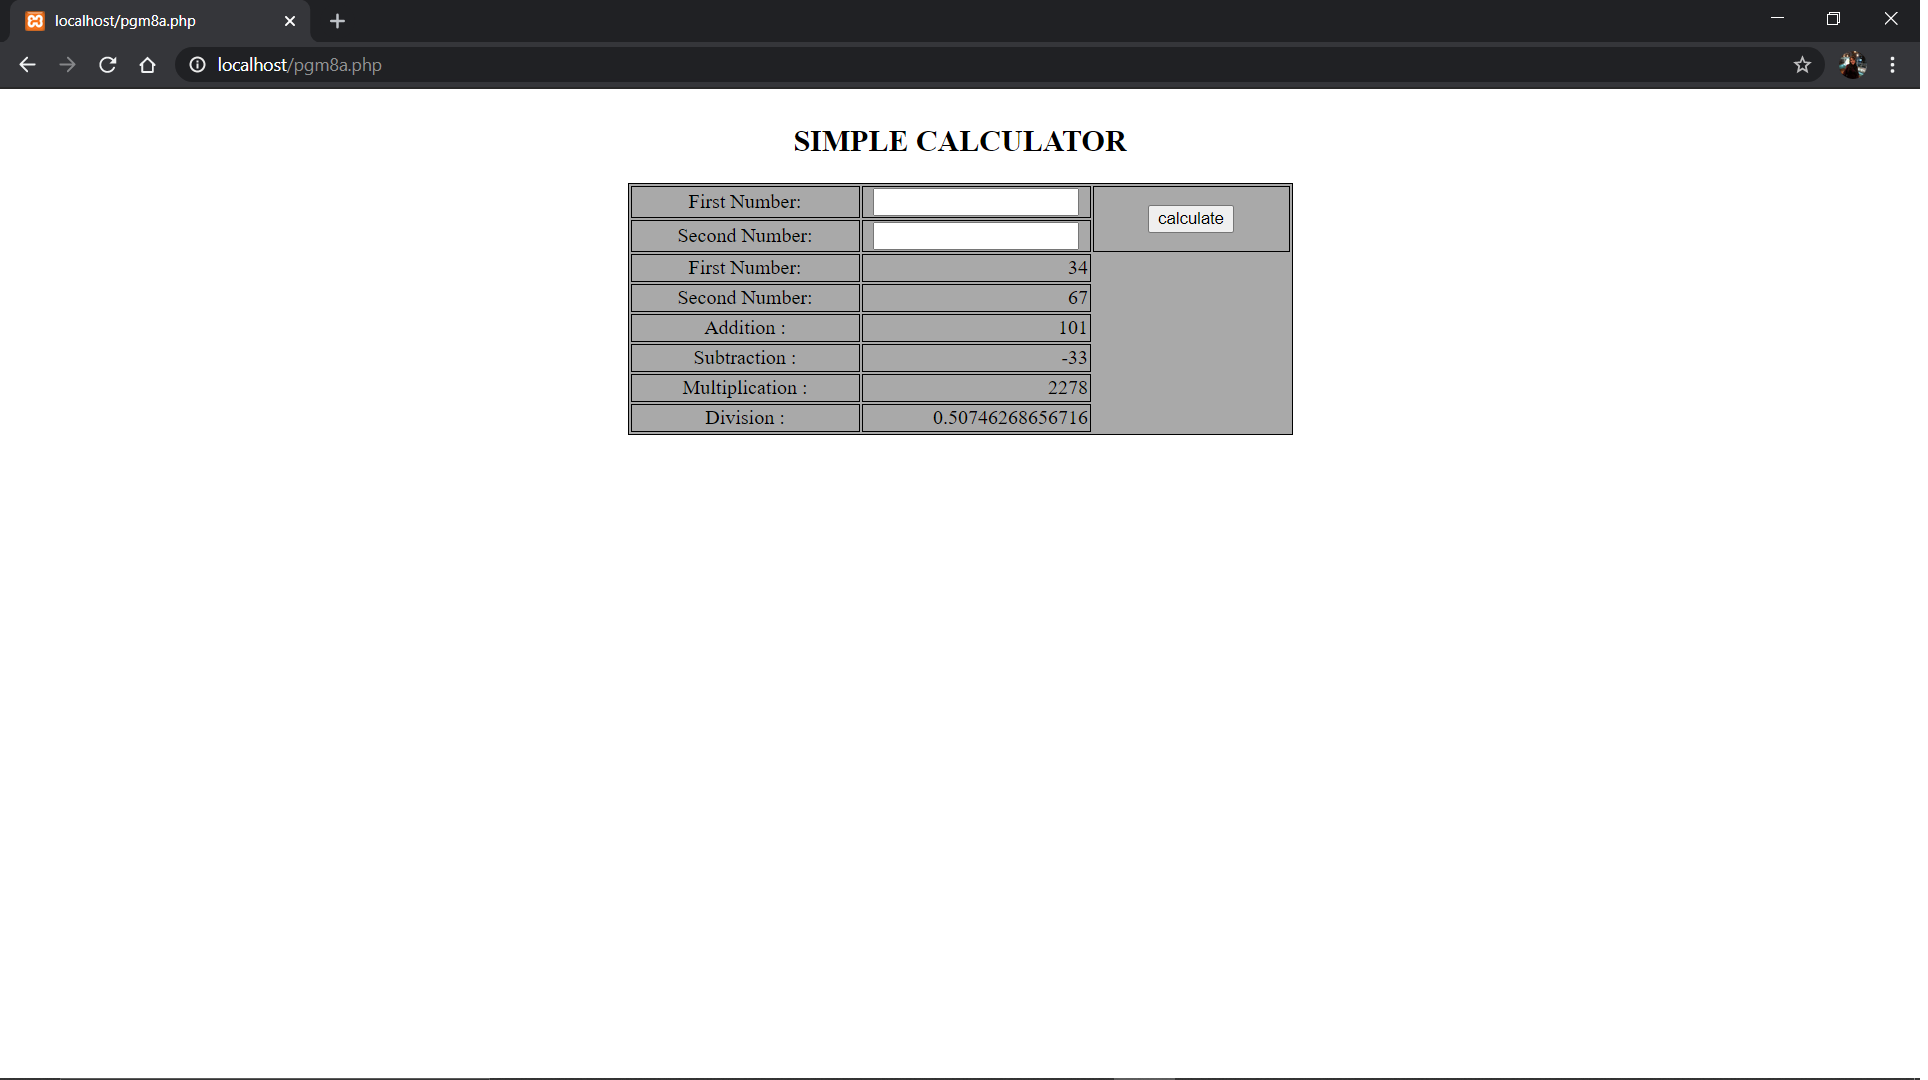 localhost/pgm8a.php
localhost/pgm8a.php
SIMPLE CALCULATOR
First Number:
calculate
Second Number:
First Number: 34
Second Number: 67
Addition : 101
Subtraction : -33
Multiplication : 2278
Division : 0.50746268656716